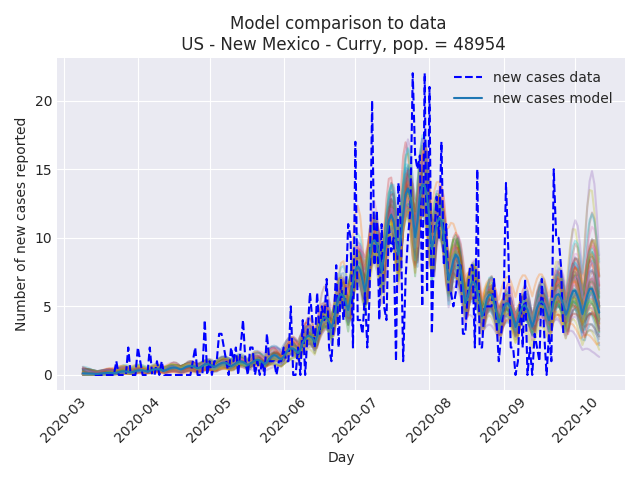 Model comparison to data
US - New Mexico - Curry, pop. = 48954
new cases data
new cases model
Number of new cases reported
20
15
10
5
0
2020-03
2020-04
2020-05
2020-06
2020-07
2020-08
2020-09
2020-10
Day